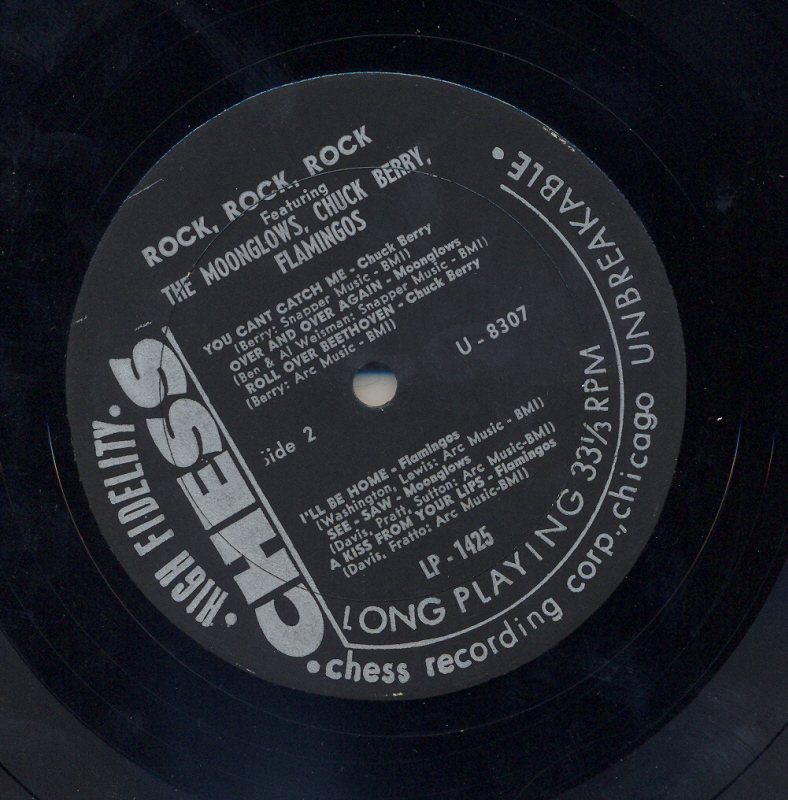 ROCK, ROCK, ROCK
Featuring
THE MOONGLOWS, CHUCK BERRY,
FLAMINGOS
YOU CANT CATCH ME - Chuck Berry
(Berry: Snapper Music - BMI)
OVER AND OVER AGAIN - Moonglows
(Ben & Al Weisman: Snapper Music - BMI)
ROLL OVER BEETHOVEN - Chuck Berry
(Berry: Arc Music - BMI)
U - 8307
Side 2
I'LL BE HOME - Flamingos
(Washington, Lewis: Arc Music - BMI)
SEE - SAW - Moonglows
(Davis, Pratt, Sutton: Arc Music-BMI)
A KISS FROM YOUR LIPS - Flamingos
(Davis, Fratto: Arc Music-BMI)
LP - 1425
CHESS
• HIGH FIDELITY •
LONG PLAYING 33⅓ RPM
• chess recording corp., chicago UNBREAKABLE •